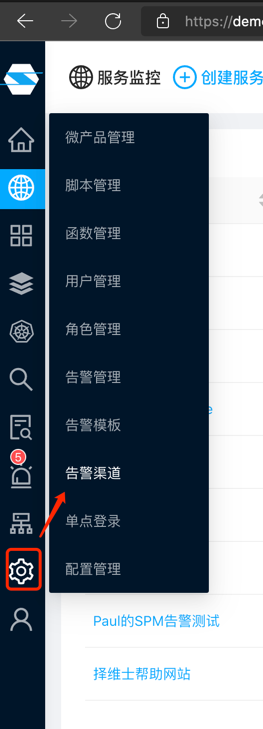 https://demo
服务监控
创建服务
微产品管理
脚本管理
函数管理
用户管理
角色管理
告警管理
e
告警模板
告警渠道
5
单点登录
配置管理
Paul的SPM告警测试
择维士帮助网站